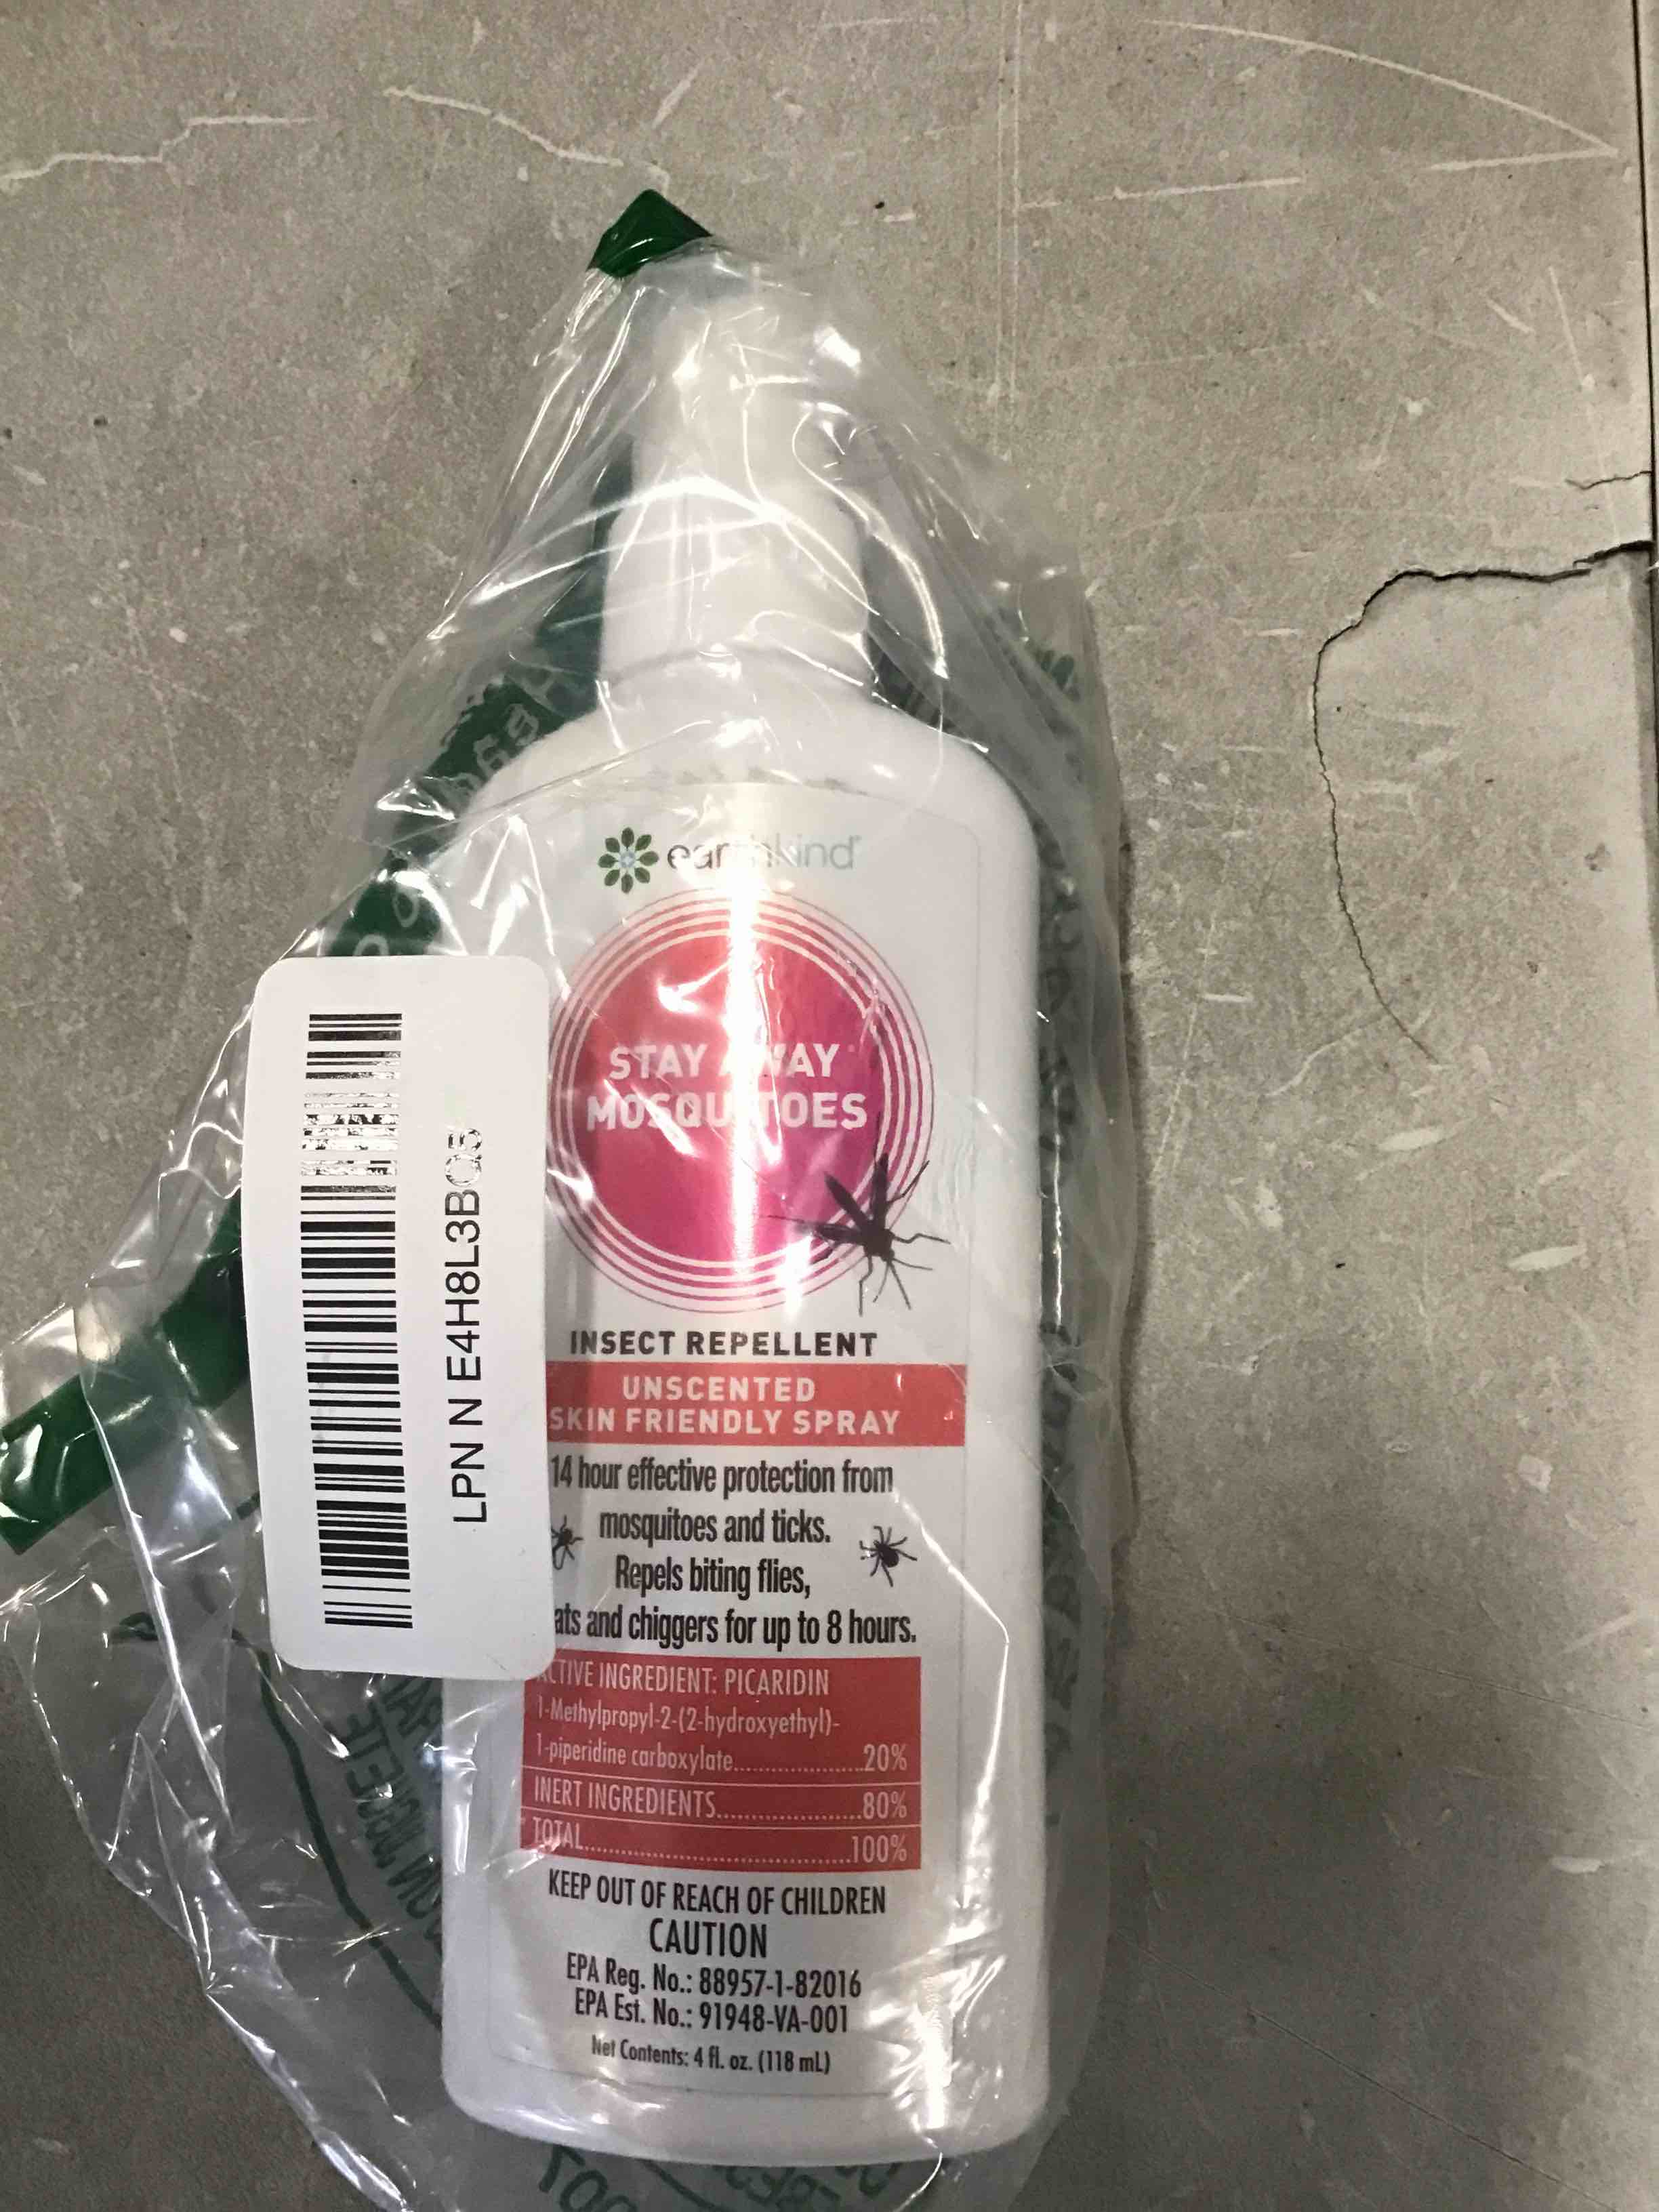 earthkind®
STAY AWAY
MOSQUITOES
INSECT REPELLENT
UNSCENTED
SKIN FRIENDLY SPRAY
14 hour effective protection from
mosquitoes and ticks.
Repels biting flies,
ats and chiggers for up to 8 hours.
ACTIVE INGREDIENT: PICARIDIN
1-Methylpropyl-2-(2-hydroxyethyl)-
1-piperidine carboxylate....................20%
INERT INGREDIENTS......................80%
TOTAL........................................100%
KEEP OUT OF REACH OF CHILDREN
CAUTION
EPA Reg. No.: 88957-1-82016
EPA Est. No.: 91948-VA-001
Net Contents: 4 fl. oz. (118 mL)
LPN N E4H8L3BO5